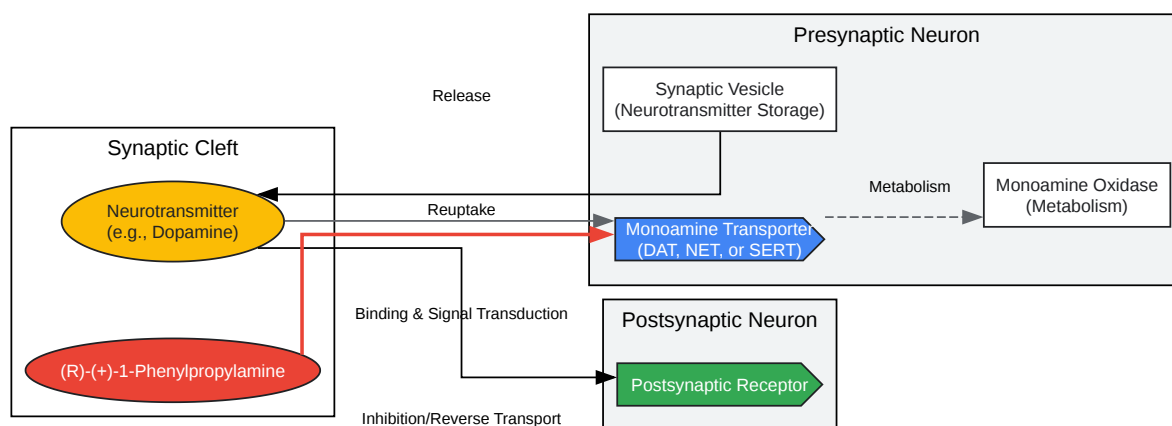 Presynaptic Neuron
Synaptic Vesicle
(Neurotransmitter Storage)
Release
Synaptic Cleft
Neurotransmitter
(e.g., Dopamine)
Reuptake
Monoamine Transporter
(DAT, NET, or SERT)
Metabolism
Monoamine Oxidase
(Metabolism)
Binding & Signal Transduction
Postsynaptic Neuron
(R)-(+)-1-Phenylpropylamine
Postsynaptic Receptor
Inhibition/Reverse Transport